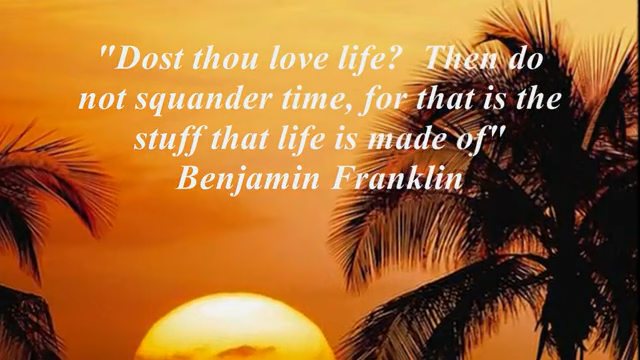 "Dost thou love life?  Then do
not squander time, for that is the
stuff that life is made of"
Benjamin Franklin